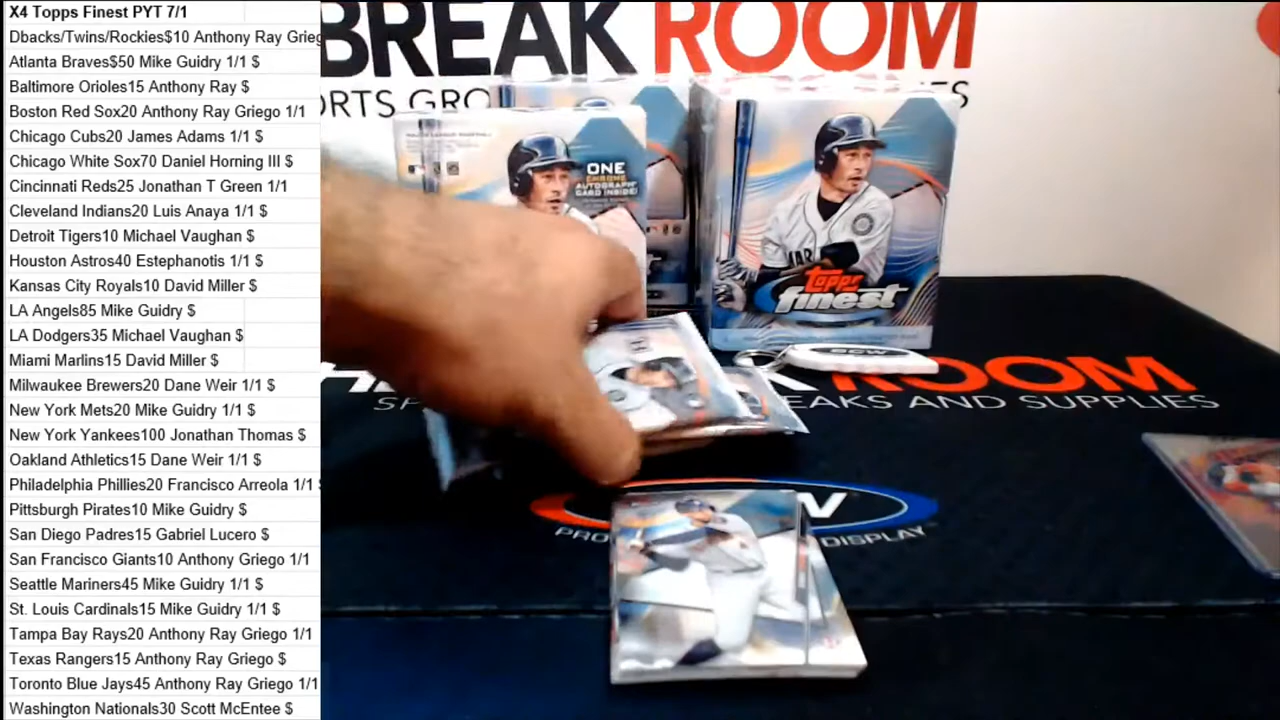 X4 Topps Finest PYT 7/1
Dbacks/Twins/Rockies$10 Anthony Ray Grieg
Atlanta Braves$50 Mike Guidry 1/1 $
Baltimore Orioles15 Anthony Ray $
Boston Red Sox20 Anthony Ray Griego 1/1
Chicago Cubs20 James Adams 1/1 $
Chicago White Sox70 Daniel Horning III $
Cincinnati Reds25 Jonathan T Green 1/1
Cleveland Indians20 Luis Anaya 1/1 $
Detroit Tigers10 Michael Vaughan $
Houston Astros40 Estephanotis 1/1 $
Kansas City Royals10 David Miller $
LA Angels85 Mike Guidry $
LA Dodgers35 Michael Vaughan $
Miami Marlins15 David Miller $
Milwaukee Brewers20 Dane Weir 1/1 $
New York Mets20 Mike Guidry 1/1 $
New York Yankees100 Jonathan Thomas $
Oakland Athletics15 Dane Weir 1/1 $
Philadelphia Phillies20 Francisco Arreola 1/1 $
Pittsburgh Pirates10 Mike Guidry $
San Diego Padres15 Gabriel Lucero $
San Francisco Giants10 Anthony Griego 1/1
Seattle Mariners45 Mike Guidry 1/1 $
St. Louis Cardinals15 Mike Guidry 1/1 $
Tampa Bay Rays20 Anthony Ray Griego 1/1
Texas Rangers15 Anthony Ray Griego $
Toronto Blue Jays45 Anthony Ray Griego 1/1
Washington Nationals30 Scott McEntee $
BREAK ROOM
ORTS GRO
ES
ONE
CHROME
AUTOGRAPH
CARD INSIDE!
MAR
Topps
finest
BCW
ROOM
SP
EAKS AND SUPPLIES
W
PRO
DISPLAY